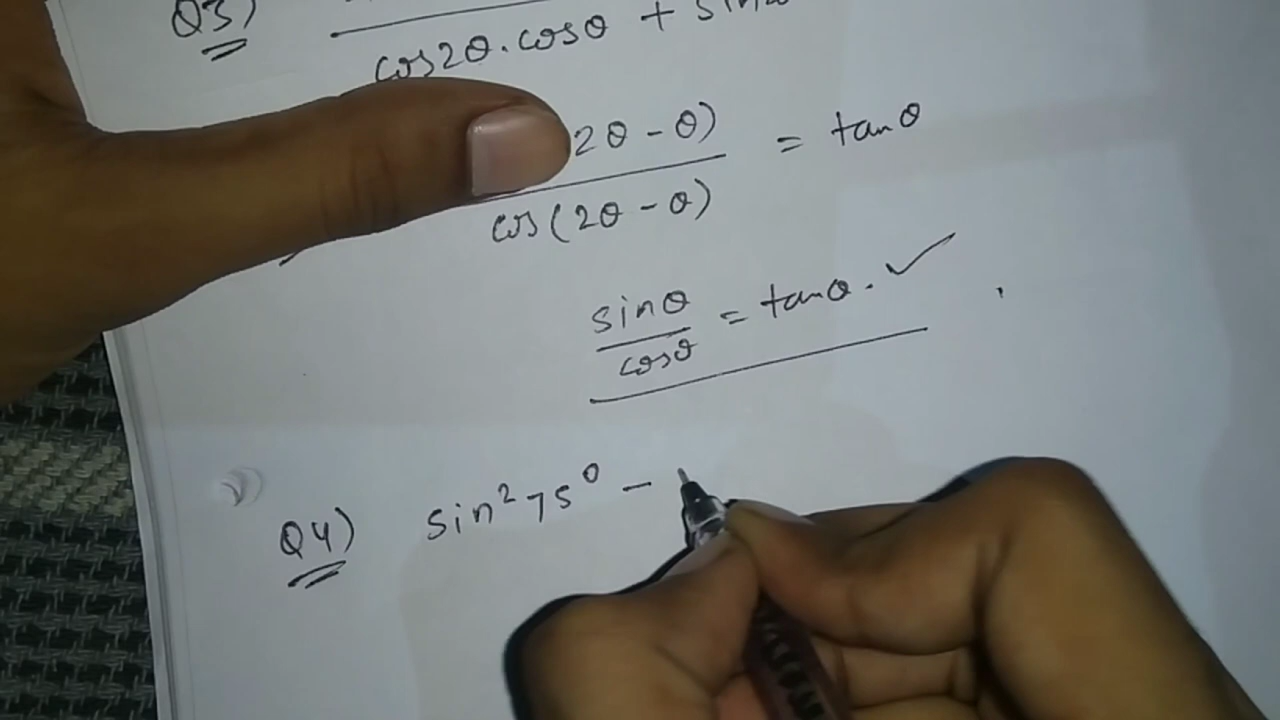 Q3)
cos2θ.cosθ + sin
2θ - θ) = tanθ
cos(2θ - θ)
sinθ = tanθ. ✓
cosθ
Q4) sin²75° -